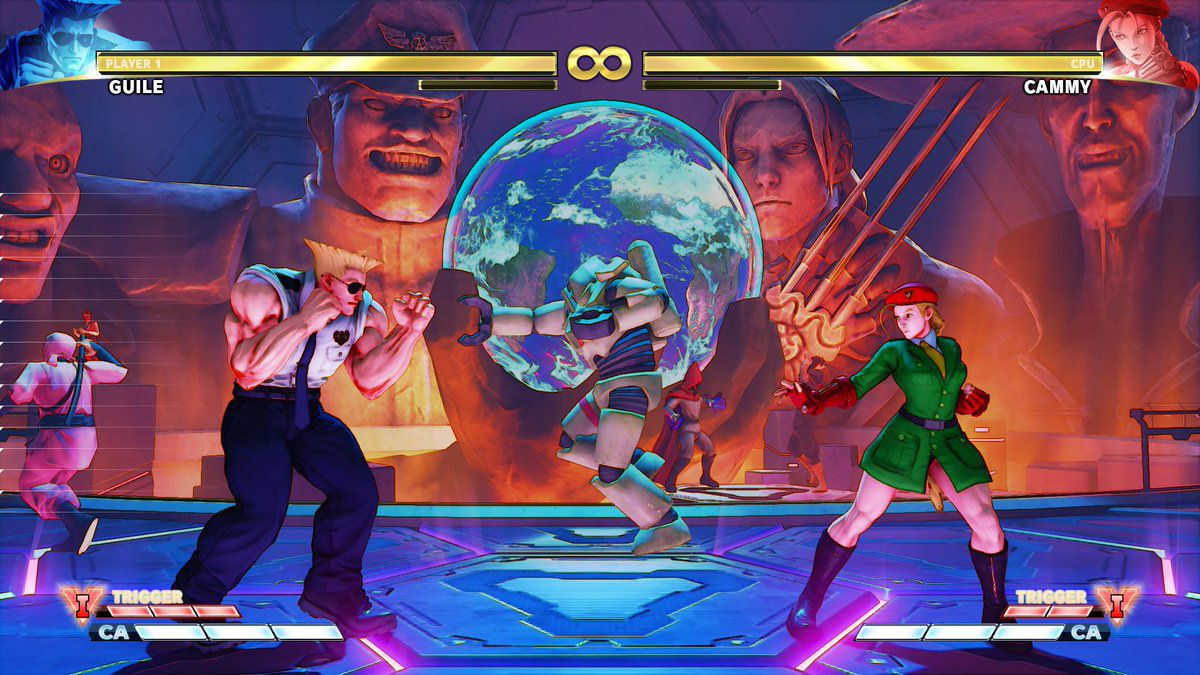 PLAYER 1
∞
CPU
GUILE
CAMMY
I TRIGGER
TRIGGER I
CA
CA